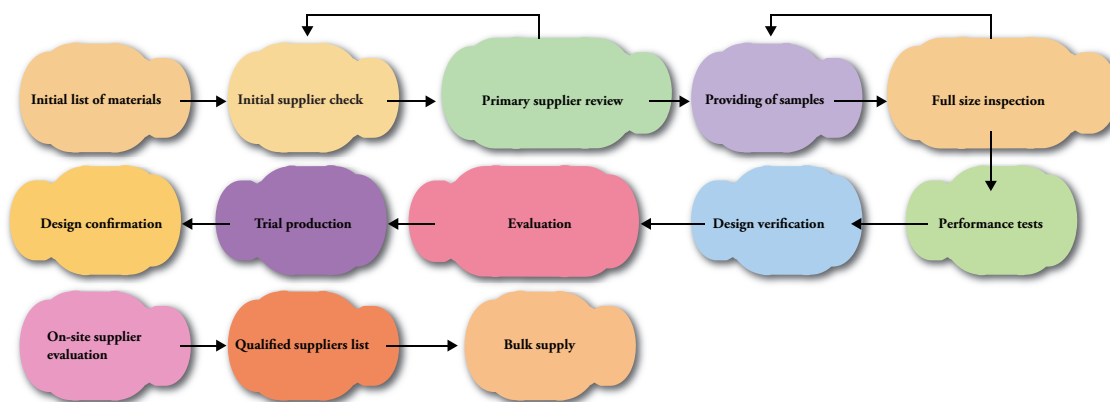 Initial list of materials
Initial supplier check
Primary supplier review
Providing of samples
Full size inspection
Design confirmation
Trial production
Evaluation
Design verification
Performance tests
On-site supplier
evaluation
Qualified suppliers list
Bulk supply